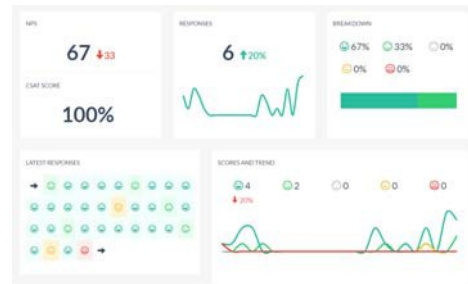 NPS
67 33
CSAT SCORE
100%
RESPONSES
6 20%
BREAKDOWN
67% 33% 0%
0% 0%
LATEST RESPONSES
SCORES AND TREND
4 2 0 0 0
20%